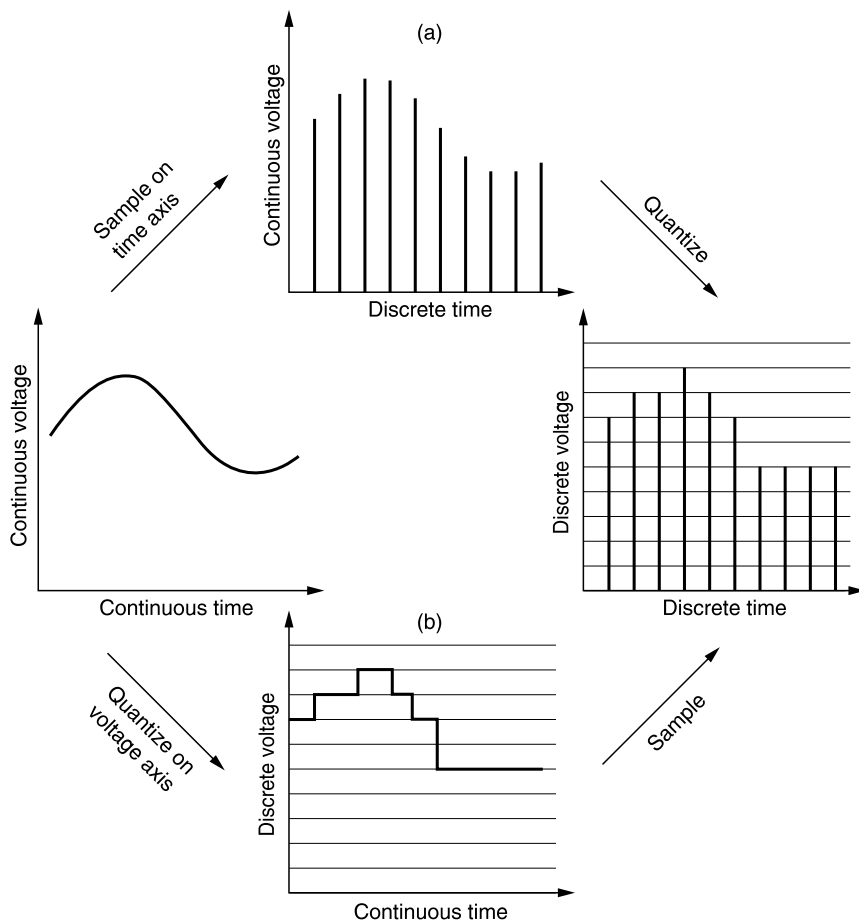 (a)
Continuous voltage
Discrete time
Sample on
time axis
Quantize
Continuous voltage
Continuous time
Discrete voltage
Discrete time
(b)
Quantize on
voltage axis
Discrete voltage
Continuous time
Sample